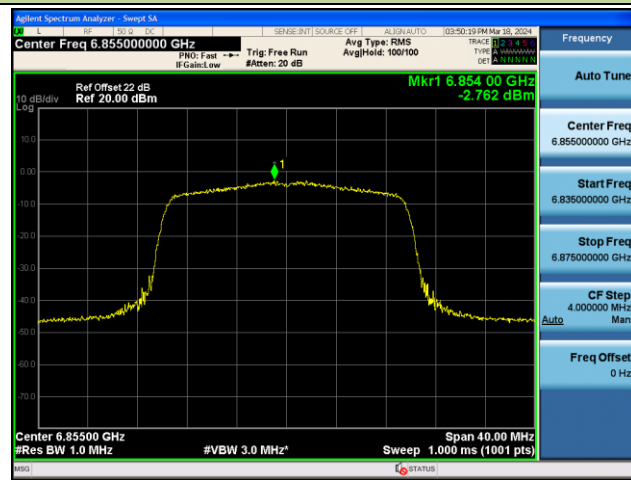 Agilent Spectrum Analyzer - Swept SA
L RF 50 Ω DC SENSE:INT SOURCE OFF ALIGNAUTO 03:50:19 PM Mar 18, 2024
Center Freq 6.855000000 GHz
PNO: Fast
IFGain:Low
Trig: Free Run
#Atten: 20 dB
Avg Type: RMS
Avg|Hold: 100/100
TRACE 1 2 3 4 5 6
TYPE A
DET A N N N N N
Mkr1 6.854 00 GHz
-2.762 dBm
Ref Offset 22 dB
10 dB/div Ref 20.00 dBm
Log
10.0
0.00
-10.0
-20.0
-30.0
-40.0
-50.0
-60.0
-70.0
1
Center 6.85500 GHz Span 40.00 MHz
#Res BW 1.0 MHz #VBW 3.0 MHz* Sweep 1.000 ms (1001 pts)
MSG STATUS
Frequency
Auto Tune
Center Freq
6.855000000 GHz
Start Freq
6.835000000 GHz
Stop Freq
6.875000000 GHz
CF Step
4.000000 MHz
Auto Man
Freq Offset
0 Hz